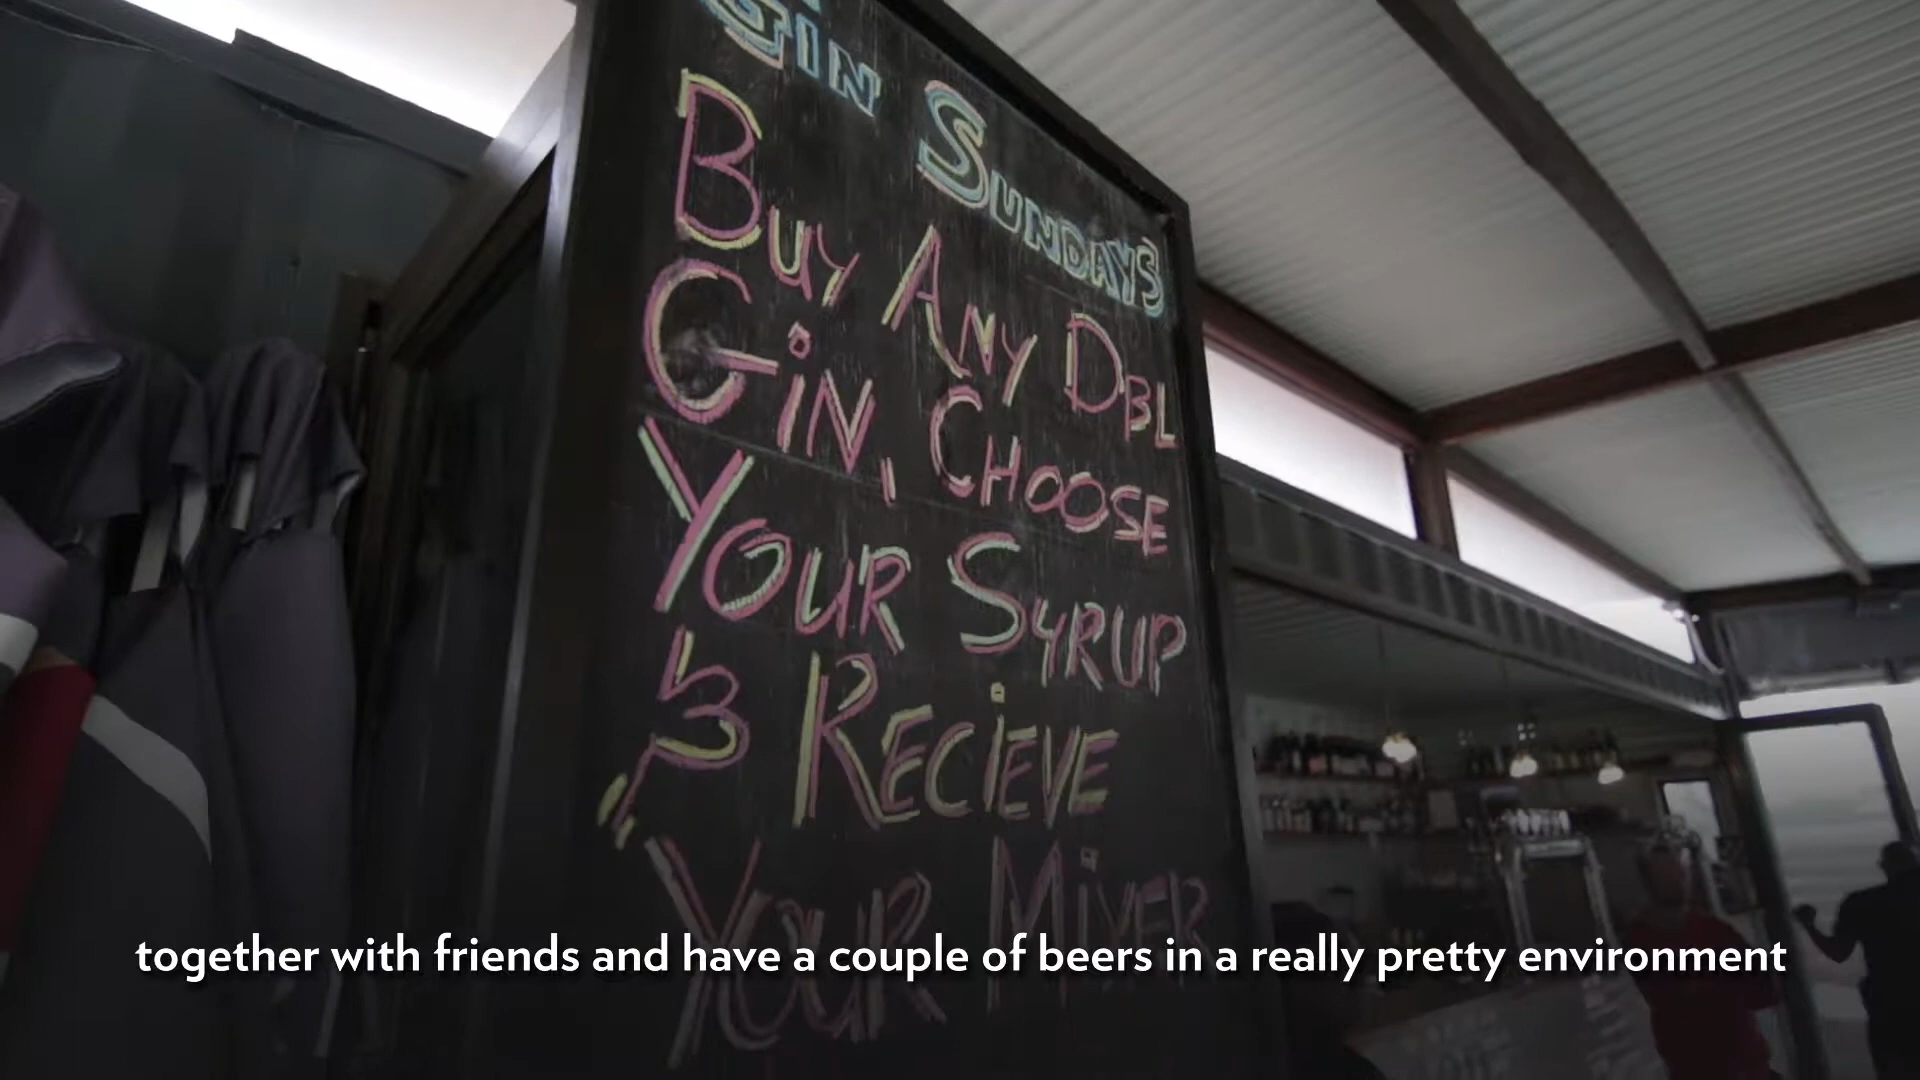 GiN SUNDAYS
BUY ANY DBL
GiN, CHOOSE
YOUR SYRUP
& RECiEVE
YOUR MiXER
together with friends and have a couple of beers in a really pretty environment